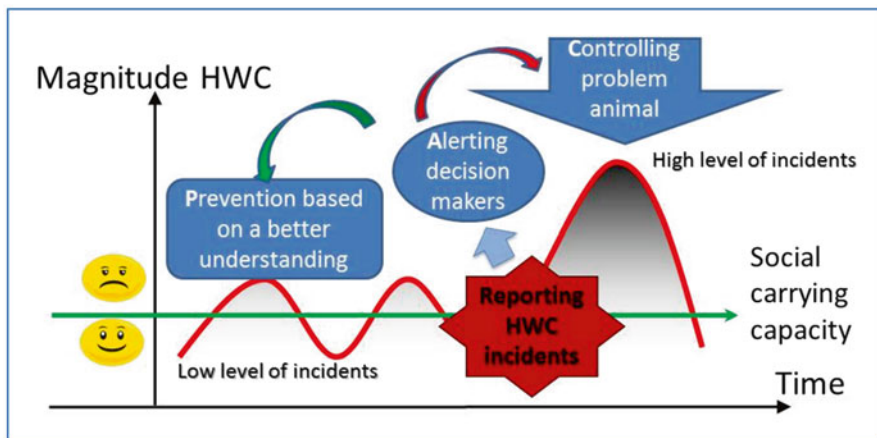 Magnitude HWC
Controlling
problem
animal
Alerting
decision
makers
High level of incidents
Prevention based
on a better
understanding
Social
carrying
capacity
Reporting
HWC
incidents
Low level of incidents
Time